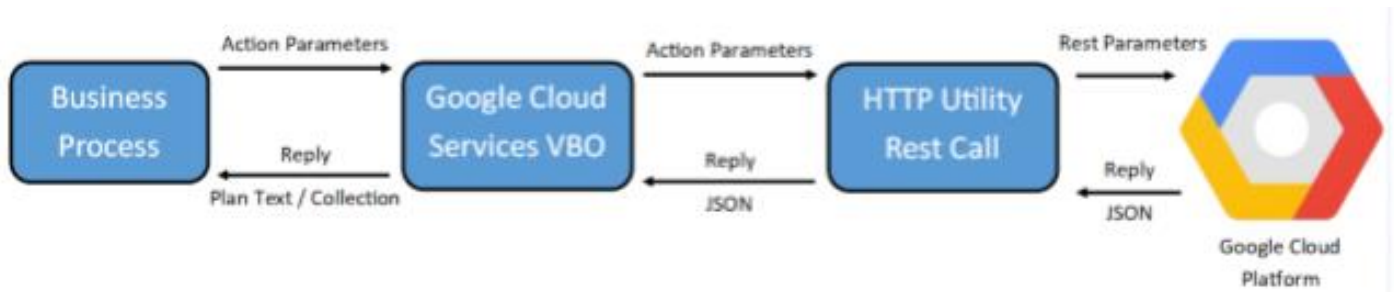 Action Parameters
Action Parameters
Rest Parameters
Business
Process
Google Cloud
Services VBO
HTTP Utility
Rest Call
Reply
Plan Text / Collection
Reply
JSON
Reply
JSON
Google Cloud
Platform